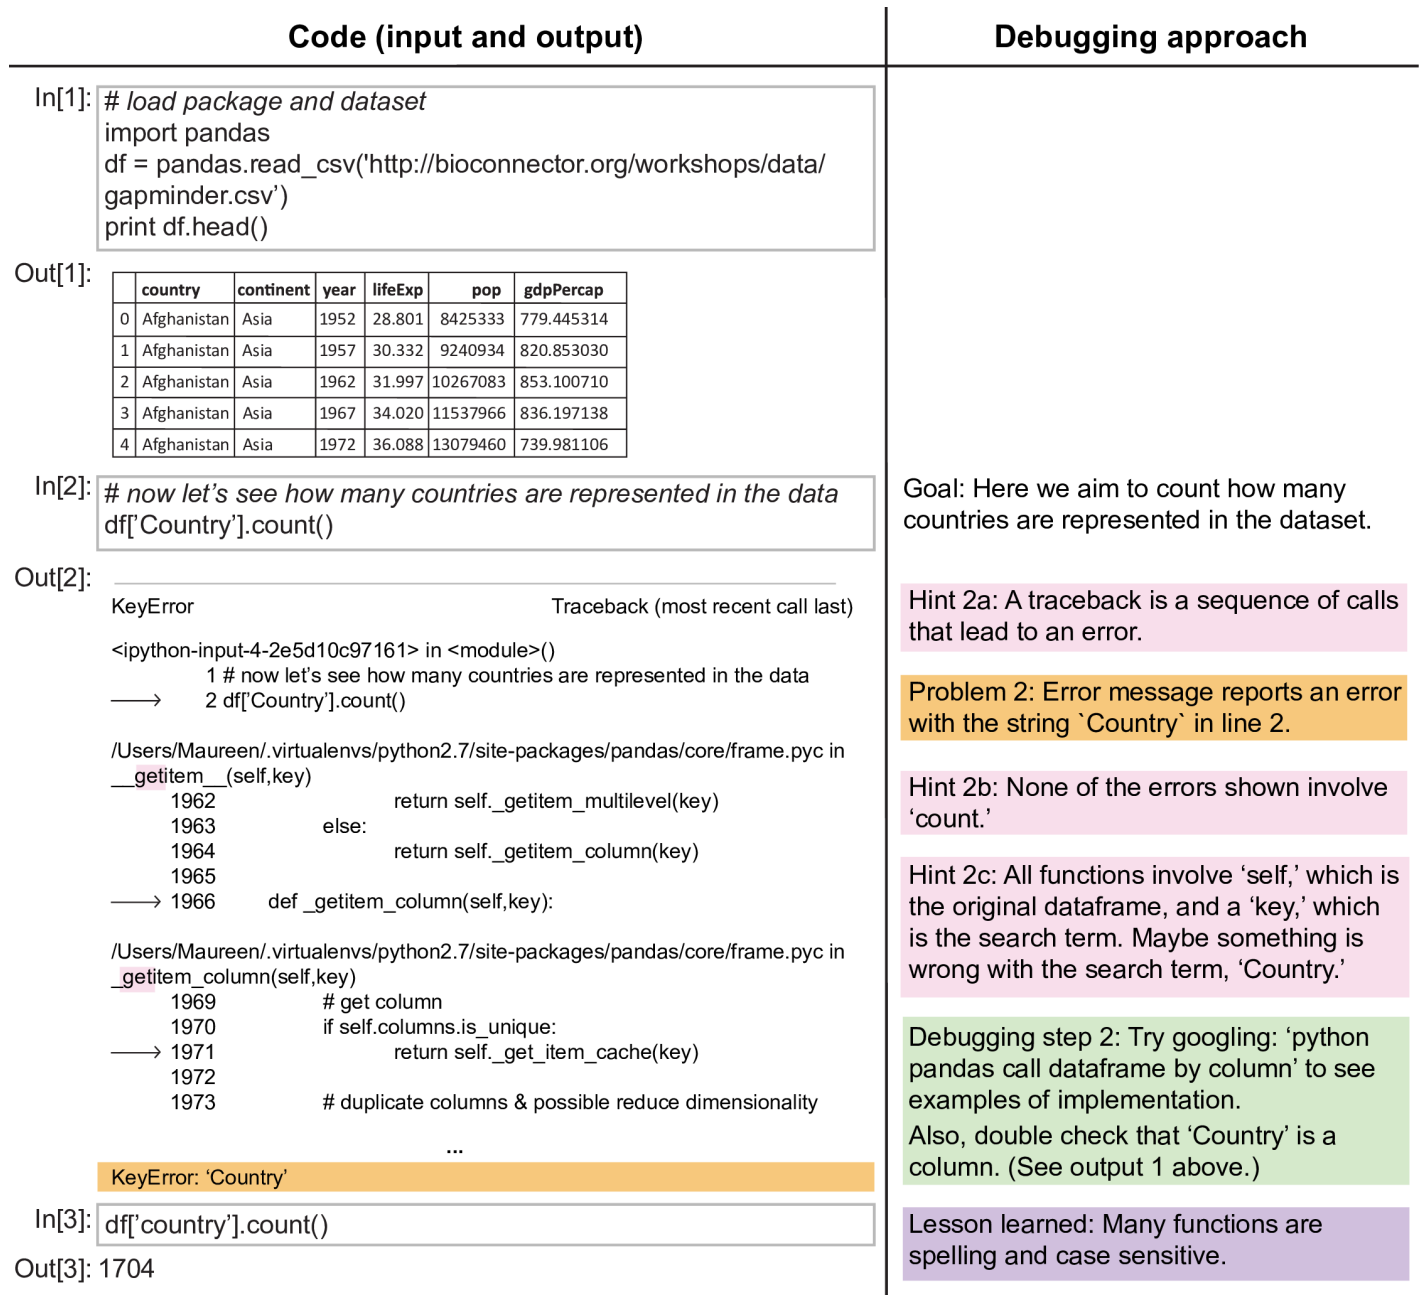 Code (input and output)
Debugging approach
In[1]:
# load package and dataset
import pandas
df = pandas.read_csv('http://bioconnector.org/workshops/data/
gapminder.csv’)
print df.head()
Out[1]:
country continent year lifeExp pop gdpPercap
0 Afghanistan Asia 1952 28.801 8425333 779.445314
1 Afghanistan Asia 1957 30.332 9240934 820.853030
2 Afghanistan Asia 1962 31.997 10267083 853.100710
3 Afghanistan Asia 1967 34.020 11537966 836.197138
4 Afghanistan Asia 1972 36.088 13079460 739.981106
In[2]:
# now let’s see how many countries are represented in the data
df[’Country’].count()
Goal: Here we aim to count how many
countries are represented in the dataset.
Out[2]:
KeyError Traceback (most recent call last)
<ipython-input-4-2e5d10c97161> in <module>()
1 # now let’s see how many countries are represented in the data
2 df[’Country’].count()
/Users/Maureen/.virtualenvs/python2.7/site-packages/pandas/core/frame.pyc in
__getitem__(self,key)
1962 return self._getitem_multilevel(key)
1963 else:
1964 return self._getitem_column(key)
1965
1966 def _getitem_column(self,key):
/Users/Maureen/.virtualenvs/python2.7/site-packages/pandas/core/frame.pyc in
_getitem_column(self,key)
1969 # get column
1970 if self.columns.is_unique:
1971 return self._get_item_cache(key)
1972
1973 # duplicate columns & possible reduce dimensionality
...
KeyError: ‘Country’
Hint 2a: A traceback is a sequence of calls
that lead to an error.
Problem 2: Error message reports an error
with the string `Country` in line 2.
Hint 2b: None of the errors shown involve
‘count.’
Hint 2c: All functions involve ‘self,’ which is
the original dataframe, and a ‘key,’ which
is the search term. Maybe something is
wrong with the search term, ‘Country.’
Debugging step 2: Try googling: ‘python
pandas call dataframe by column’ to see
examples of implementation.
Also, double check that ‘Country’ is a
column. (See output 1 above.)
In[3]:
df[’country’].count()
Out[3]: 1704
Lesson learned: Many functions are
spelling and case sensitive.